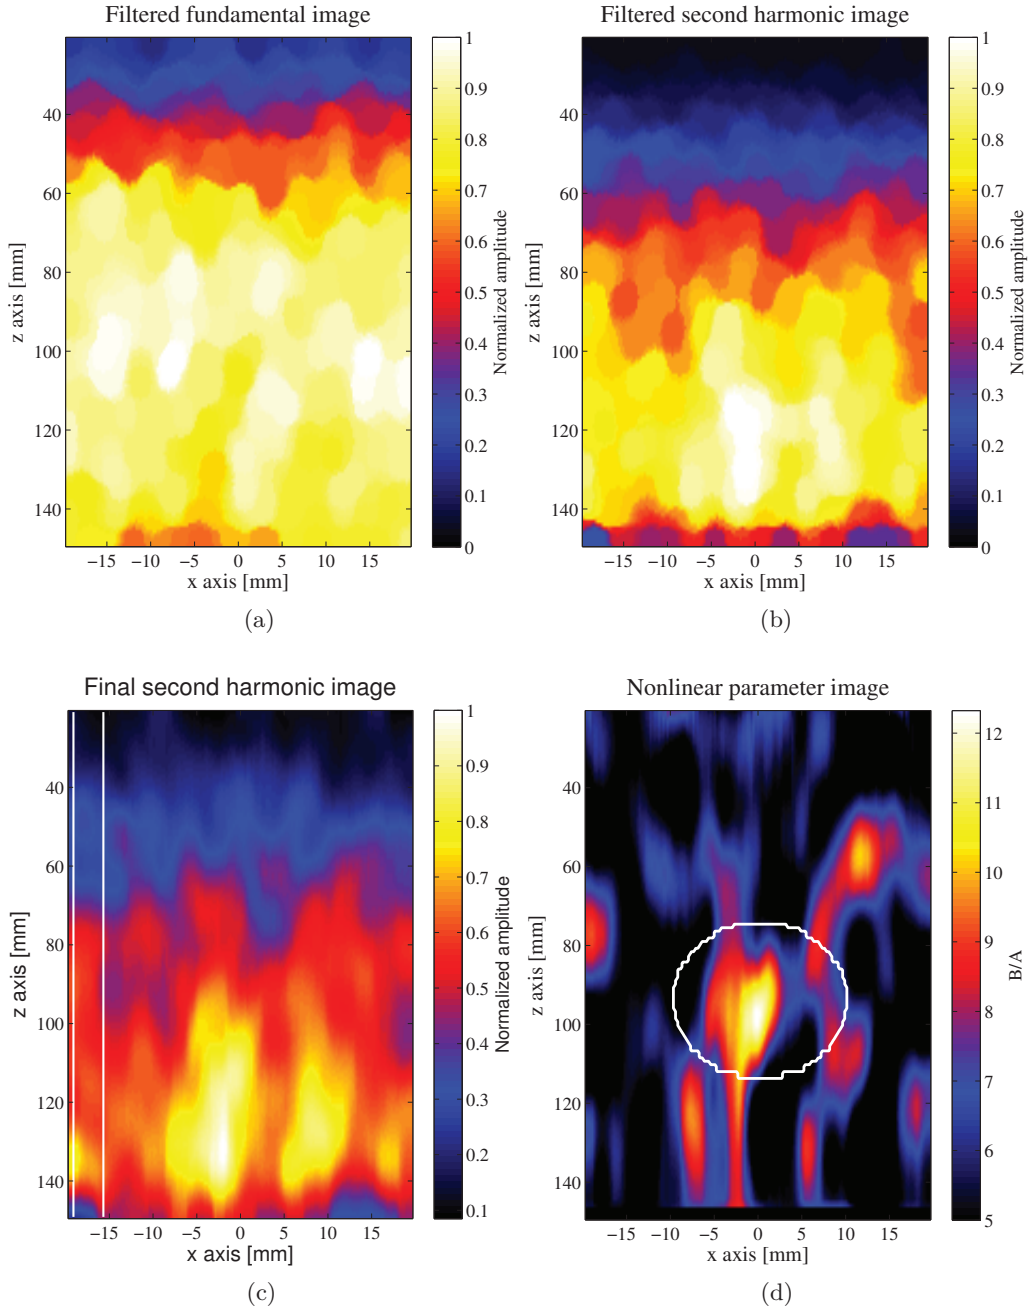 Filtered fundamental image
Filtered second harmonic image
40
60
80
100
120
140
z axis [mm]
−15 −10 −5 0 5 10 15
x axis [mm]
1
0.9
0.8
0.7
0.6
0.5
0.4
0.3
0.2
0.1
0
Normalized amplitude
(a)
40
60
80
100
120
140
z axis [mm]
−15 −10 −5 0 5 10 15
x axis [mm]
1
0.9
0.8
0.7
0.6
0.5
0.4
0.3
0.2
0.1
0
Normalized amplitude
(b)
Final second harmonic image
Nonlinear parameter image
40
60
80
100
120
140
z axis [mm]
−15 −10 −5 0 5 10 15
x axis [mm]
1
0.9
0.8
0.7
0.6
0.5
0.4
0.3
0.2
0.1
Normalized amplitude
(c)
40
60
80
100
120
140
z axis [mm]
−15 −10 −5 0 5 10 15
x axis [mm]
12
11
10
9
8
7
6
5
B/A
(d)